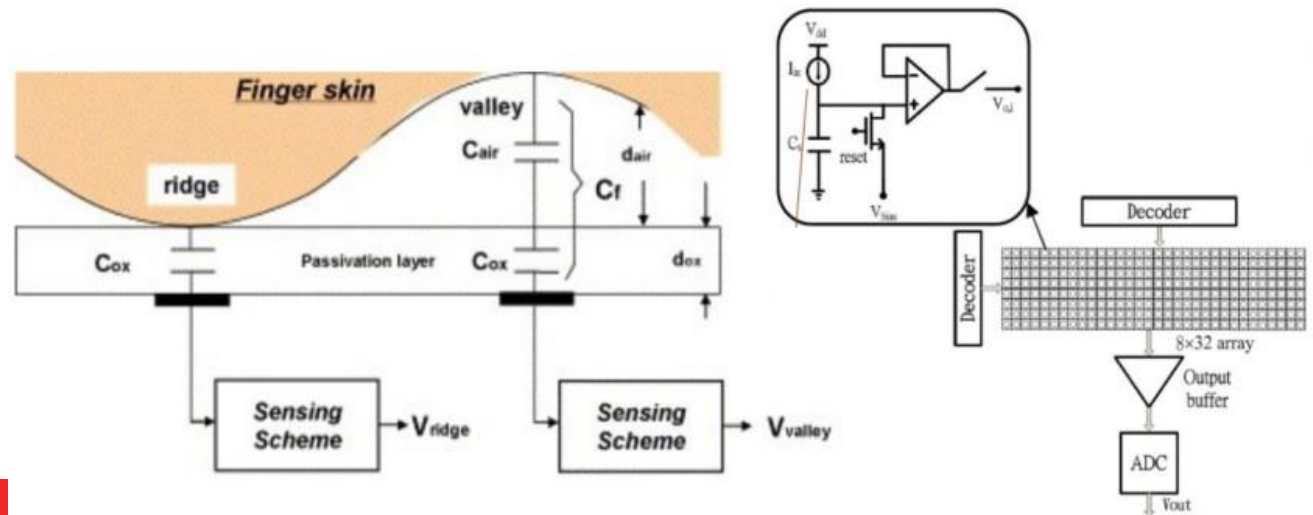 Finger skin
valley
Cair
dair
Cf
ridge
Cox
Passivation layer
Cox
dox
Sensing
Scheme
Vridge
Sensing
Scheme
Vvalley
Vdd
reset
Vbias
Decoder
Decoder
8×32 array
Output
buffer
ADC
Vout